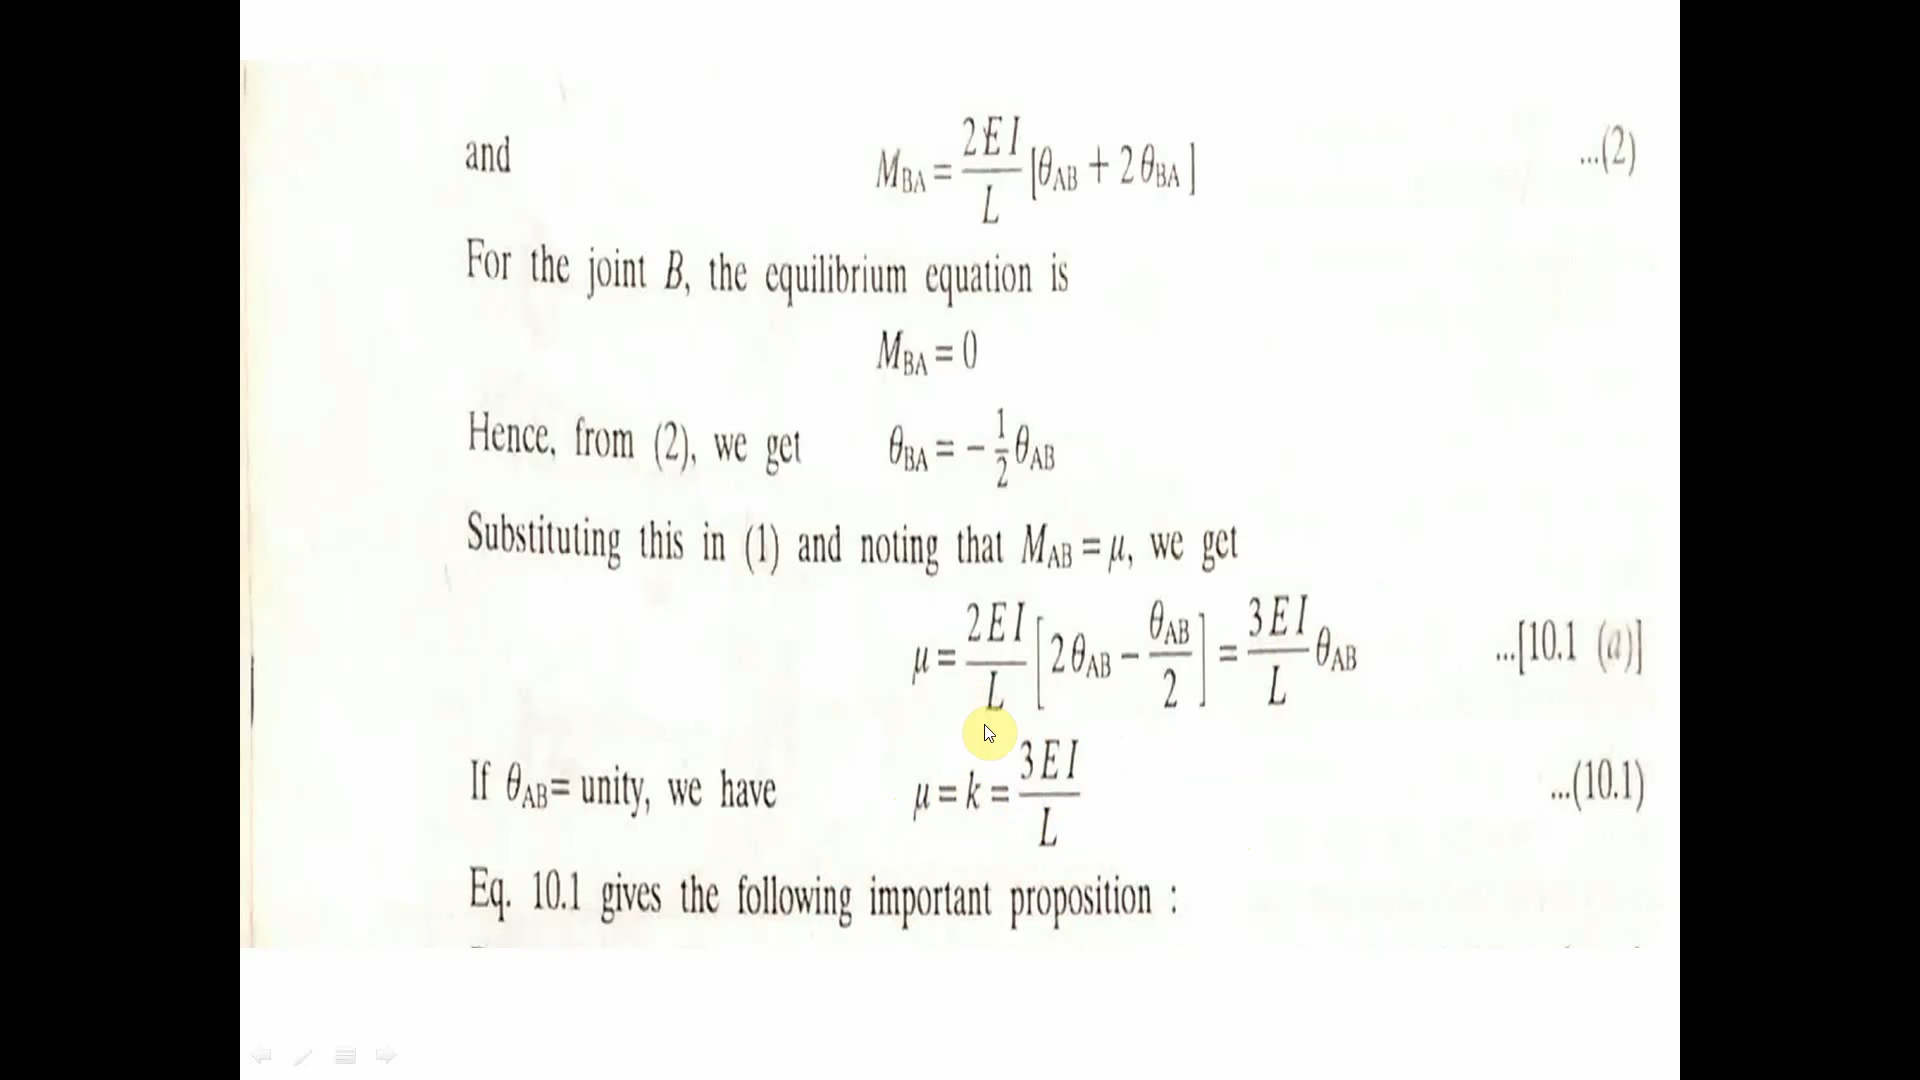 and M_BA = 2EI/L [θ_AB + 2θ_BA] ...(2)
For the joint B, the equilibrium equation is
M_BA = 0
Hence, from (2), we get θ_BA = − 1/2 θ_AB
Substituting this in (1) and noting that M_AB = μ, we get
μ = 2EI/L [2θ_AB − θ_AB/2] = 3EI/L θ_AB ...[10.1 (a)]
If θ_AB = unity, we have μ = k = 3EI/L ...(10.1)
Eq. 10.1 gives the following important proposition :